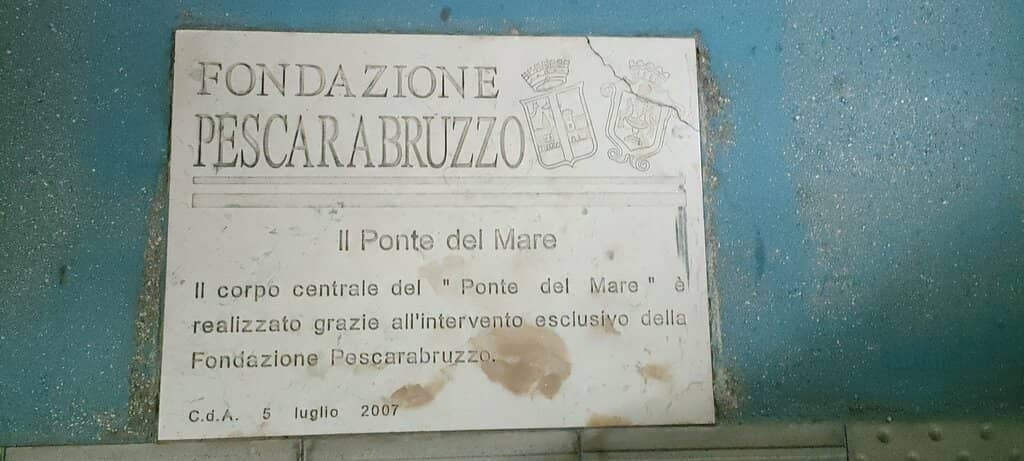 FONDAZIONE
PESCARABRUZZO
Il Ponte del Mare
Il corpo centrale del " Ponte del Mare " è
realizzato grazie all'intervento esclusivo della
Fondazione Pescarabruzzo.
C.d.A. 5 luglio 2007